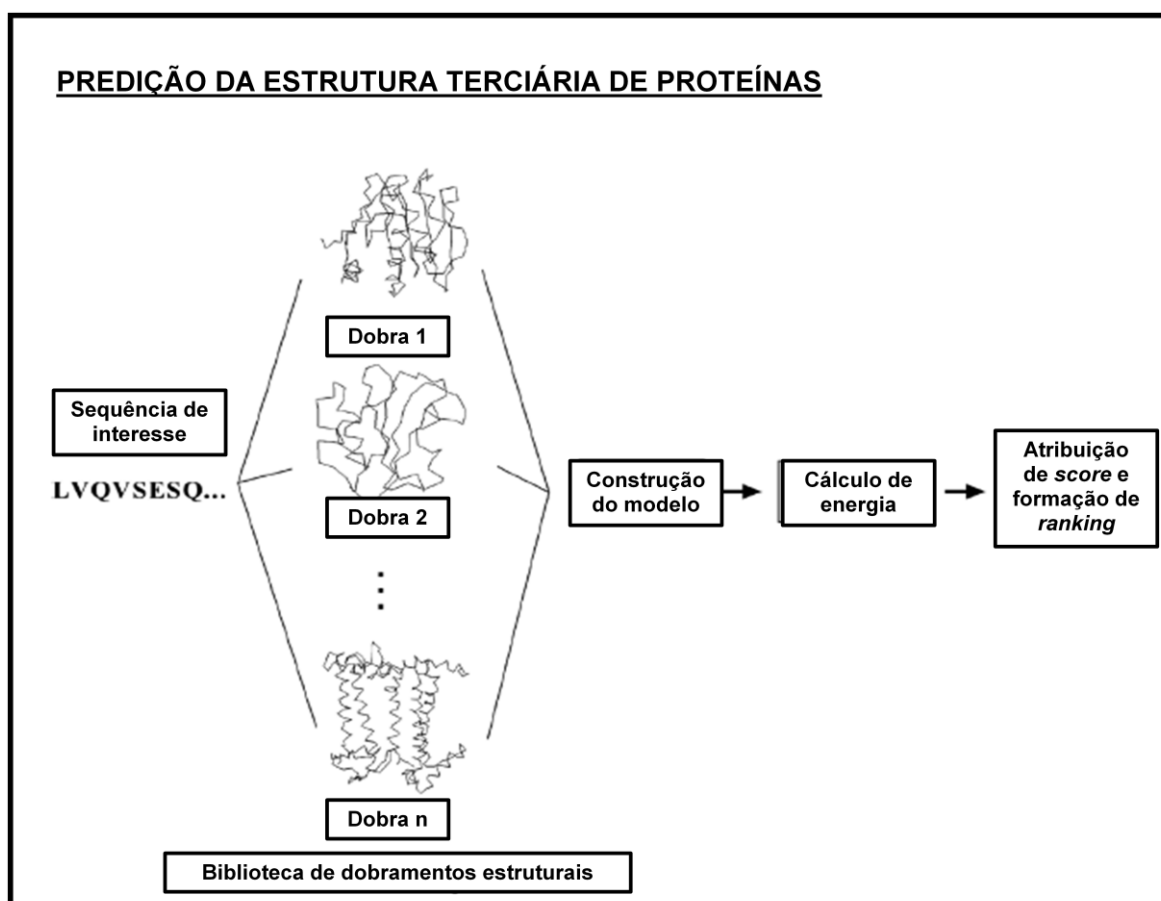 PREDIÇÃO DA ESTRUTURA TERCIÁRIA DE PROTEÍNAS
Dobra 1
Sequência de
interesse
LVQVSESQ...
Dobra 2
Construção
do modelo
Cálculo de
energia
Atribuição
de score e
formação de
ranking
Dobra n
Biblioteca de dobramentos estruturais